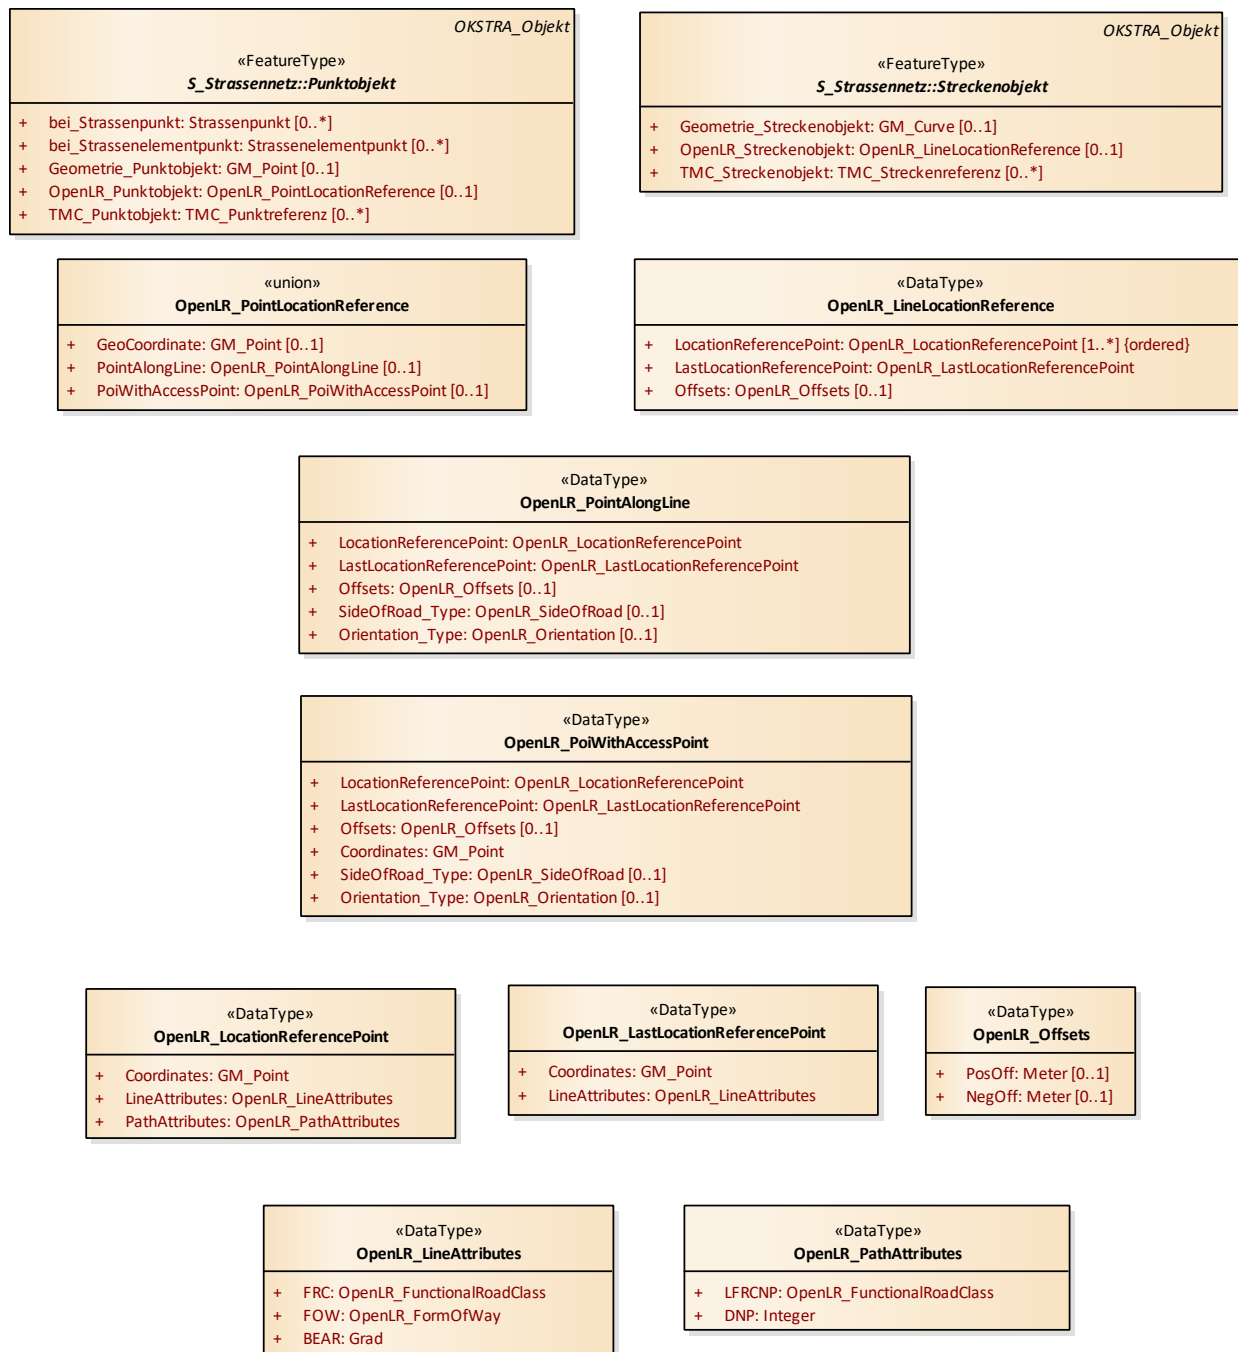 OKSTRA_Objekt
«FeatureType»
S_Strassennetz::Punktobjekt
+ bei_Strassenpunkt: Strassenpunkt [0..*]
+ bei_Strassenelementpunkt: Strassenelementpunkt [0..*]
+ Geometrie_Punktobjekt: GM_Point [0..1]
+ OpenLR_Punktobjekt: OpenLR_PointLocationReference [0..1]
+ TMC_Punktobjekt: TMC_Punktreferenz [0..*]
OKSTRA_Objekt
«FeatureType»
S_Strassennetz::Streckenobjekt
+ Geometrie_Streckenobjekt: GM_Curve [0..1]
+ OpenLR_Streckenobjekt: OpenLR_LineLocationReference [0..1]
+ TMC_Streckenobjekt: TMC_Streckenreferenz [0..*]
«union»
OpenLR_PointLocationReference
+ GeoCoordinate: GM_Point [0..1]
+ PointAlongLine: OpenLR_PointAlongLine [0..1]
+ PoiWithAccessPoint: OpenLR_PoiWithAccessPoint [0..1]
«DataType»
OpenLR_LineLocationReference
+ LocationReferencePoint: OpenLR_LocationReferencePoint [1..*] {ordered}
+ LastLocationReferencePoint: OpenLR_LastLocationReferencePoint
+ Offsets: OpenLR_Offsets [0..1]
«DataType»
OpenLR_PointAlongLine
+ LocationReferencePoint: OpenLR_LocationReferencePoint
+ LastLocationReferencePoint: OpenLR_LastLocationReferencePoint
+ Offsets: OpenLR_Offsets [0..1]
+ SideOfRoad_Type: OpenLR_SideOfRoad [0..1]
+ Orientation_Type: OpenLR_Orientation [0..1]
«DataType»
OpenLR_PoiWithAccessPoint
+ LocationReferencePoint: OpenLR_LocationReferencePoint
+ LastLocationReferencePoint: OpenLR_LastLocationReferencePoint
+ Offsets: OpenLR_Offsets [0..1]
+ Coordinates: GM_Point
+ SideOfRoad_Type: OpenLR_SideOfRoad [0..1]
+ Orientation_Type: OpenLR_Orientation [0..1]
«DataType»
OpenLR_LocationReferencePoint
+ Coordinates: GM_Point
+ LineAttributes: OpenLR_LineAttributes
+ PathAttributes: OpenLR_PathAttributes
«DataType»
OpenLR_LastLocationReferencePoint
+ Coordinates: GM_Point
+ LineAttributes: OpenLR_LineAttributes
«DataType»
OpenLR_Offsets
+ PosOff: Meter [0..1]
+ NegOff: Meter [0..1]
«DataType»
OpenLR_LineAttributes
+ FRC: OpenLR_FunctionalRoadClass
+ FOW: OpenLR_FormOfWay
+ BEAR: Grad
«DataType»
OpenLR_PathAttributes
+ LFRCNP: OpenLR_FunctionalRoadClass
+ DNP: Integer